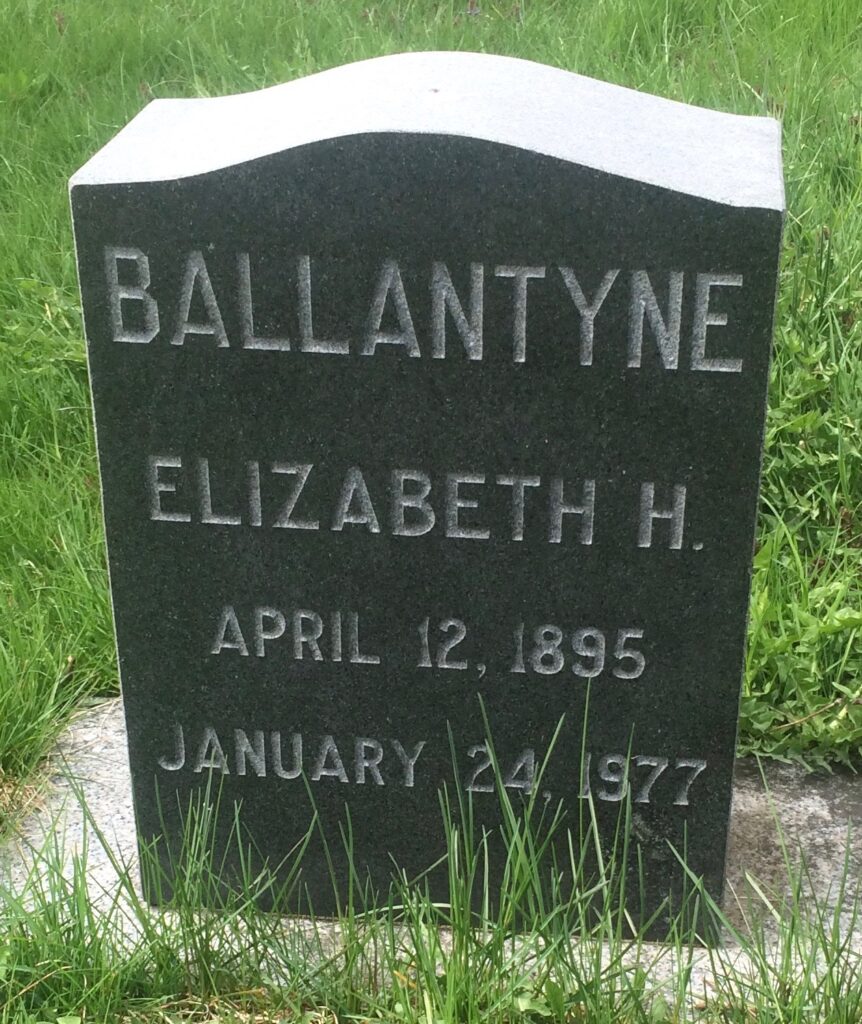 BALLANTYNE
ELIZABETH H.
APRIL 12, 1895
JANUARY 24, 1977